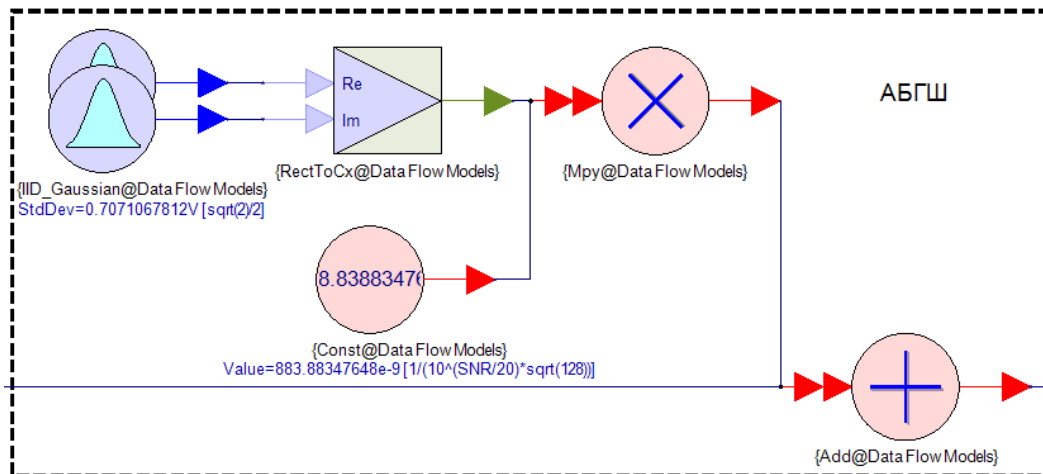 Re
АБГШ
Im
{RectToCx@Data Flow Models}
{Mpy@Data Flow Models}
{IID_Gaussian@Data Flow Models}
StdDev=0.7071067812V [sqrt(2)/2]
8.83883476
{Const@Data Flow Models}
Value=883.88347648e-9 [1/(10^(SNR/20)*sqrt(128))]
{Add@Data Flow Models}